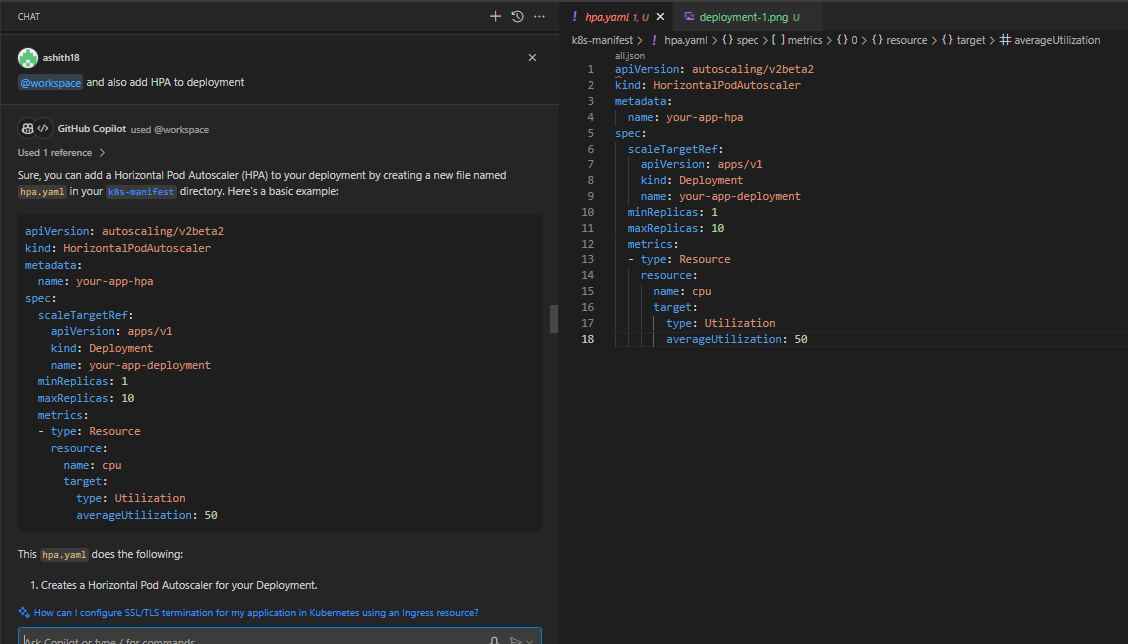 CHAT
ashith18
@workspace and also add HPA to deployment
GitHub Copilot used @workspace
Used 1 reference
Sure, you can add a Horizontal Pod Autoscaler (HPA) to your deployment by creating a new file named
hpa.yaml in your k8s-manifest directory. Here's a basic example:
apiVersion: autoscaling/v2beta2
kind: HorizontalPodAutoscaler
metadata:
  name: your-app-hpa
spec:
  scaleTargetRef:
    apiVersion: apps/v1
    kind: Deployment
    name: your-app-deployment
  minReplicas: 1
  maxReplicas: 10
  metrics:
  - type: Resource
    resource:
      name: cpu
      target:
        type: Utilization
        averageUtilization: 50
This hpa.yaml does the following:
1. Creates a Horizontal Pod Autoscaler for your Deployment.
How can I configure SSL/TLS termination for my application in Kubernetes using an Ingress resource?
Ask Copilot or type / for commands
! hpa.yaml 1, U
deployment-1.png U
k8s-manifest > ! hpa.yaml > {} spec > [ ] metrics > {} 0 > {} resource > {} target > # averageUtilization
all.json
1 apiVersion: autoscaling/v2beta2
2 kind: HorizontalPodAutoscaler
3 metadata:
4   name: your-app-hpa
5 spec:
6   scaleTargetRef:
7     apiVersion: apps/v1
8     kind: Deployment
9     name: your-app-deployment
10   minReplicas: 1
11   maxReplicas: 10
12   metrics:
13   - type: Resource
14     resource:
15       name: cpu
16       target:
17         type: Utilization
18         averageUtilization: 50